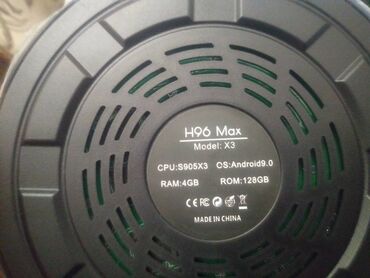 H96 Max
Model: X3
CPU:S905X3 OS:Android9.0
RAM:4GB ROM:128GB
MADE IN CHINA